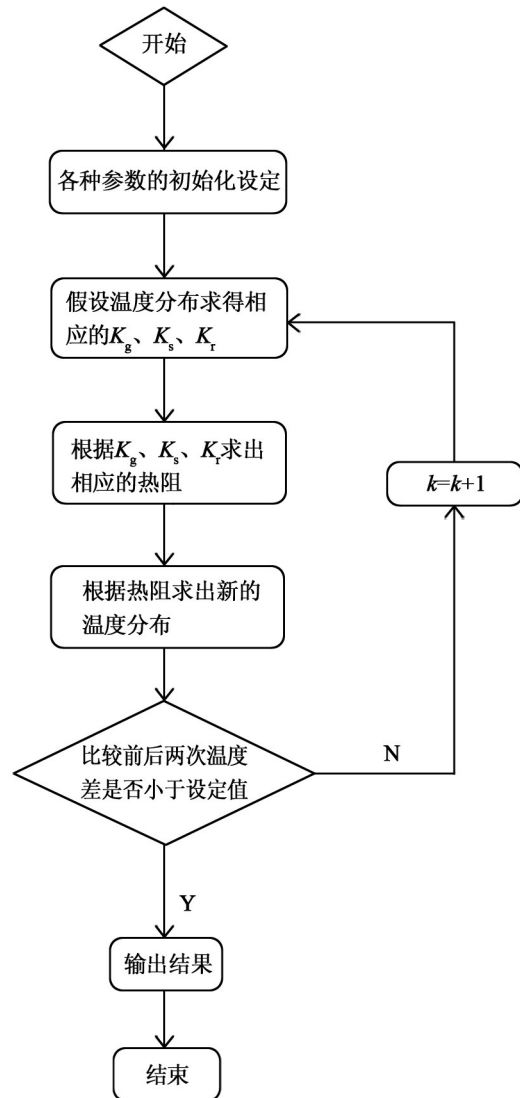 开始
各种参数的初始化设定
假设温度分布求得相
应的Kg、Ks、Kr
根据Kg、Ks、Kr求出
相应的热阻
k=k+1
根据热阻求出新的
温度分布
比较前后两次温度
差是否小于设定值
N
Y
输出结果
结束